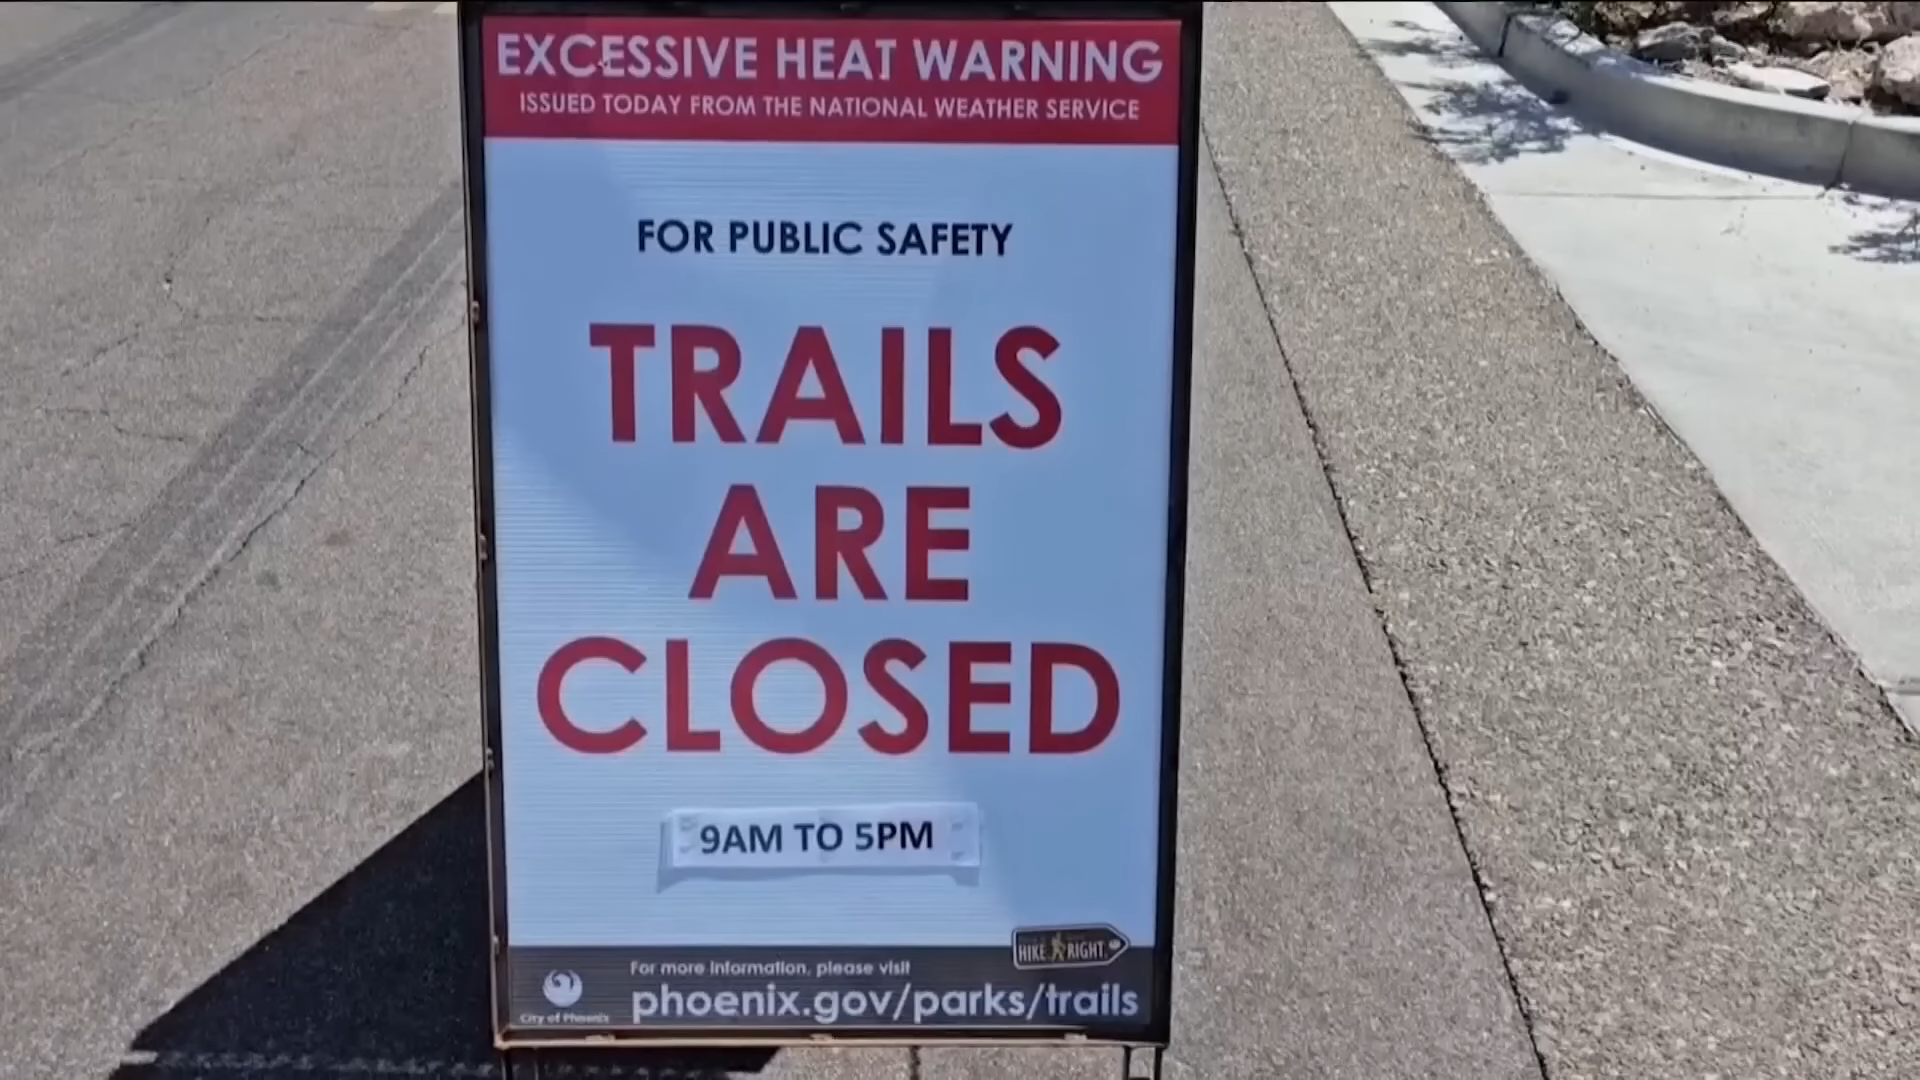 EXCESSIVE HEAT WARNING
ISSUED TODAY FROM THE NATIONAL WEATHER SERVICE
FOR PUBLIC SAFETY
TRAILS
ARE
CLOSED
9AM TO 5PM
HIKE RIGHT
For more information, please visit
phoenix.gov/parks/trails
City of Phoenix